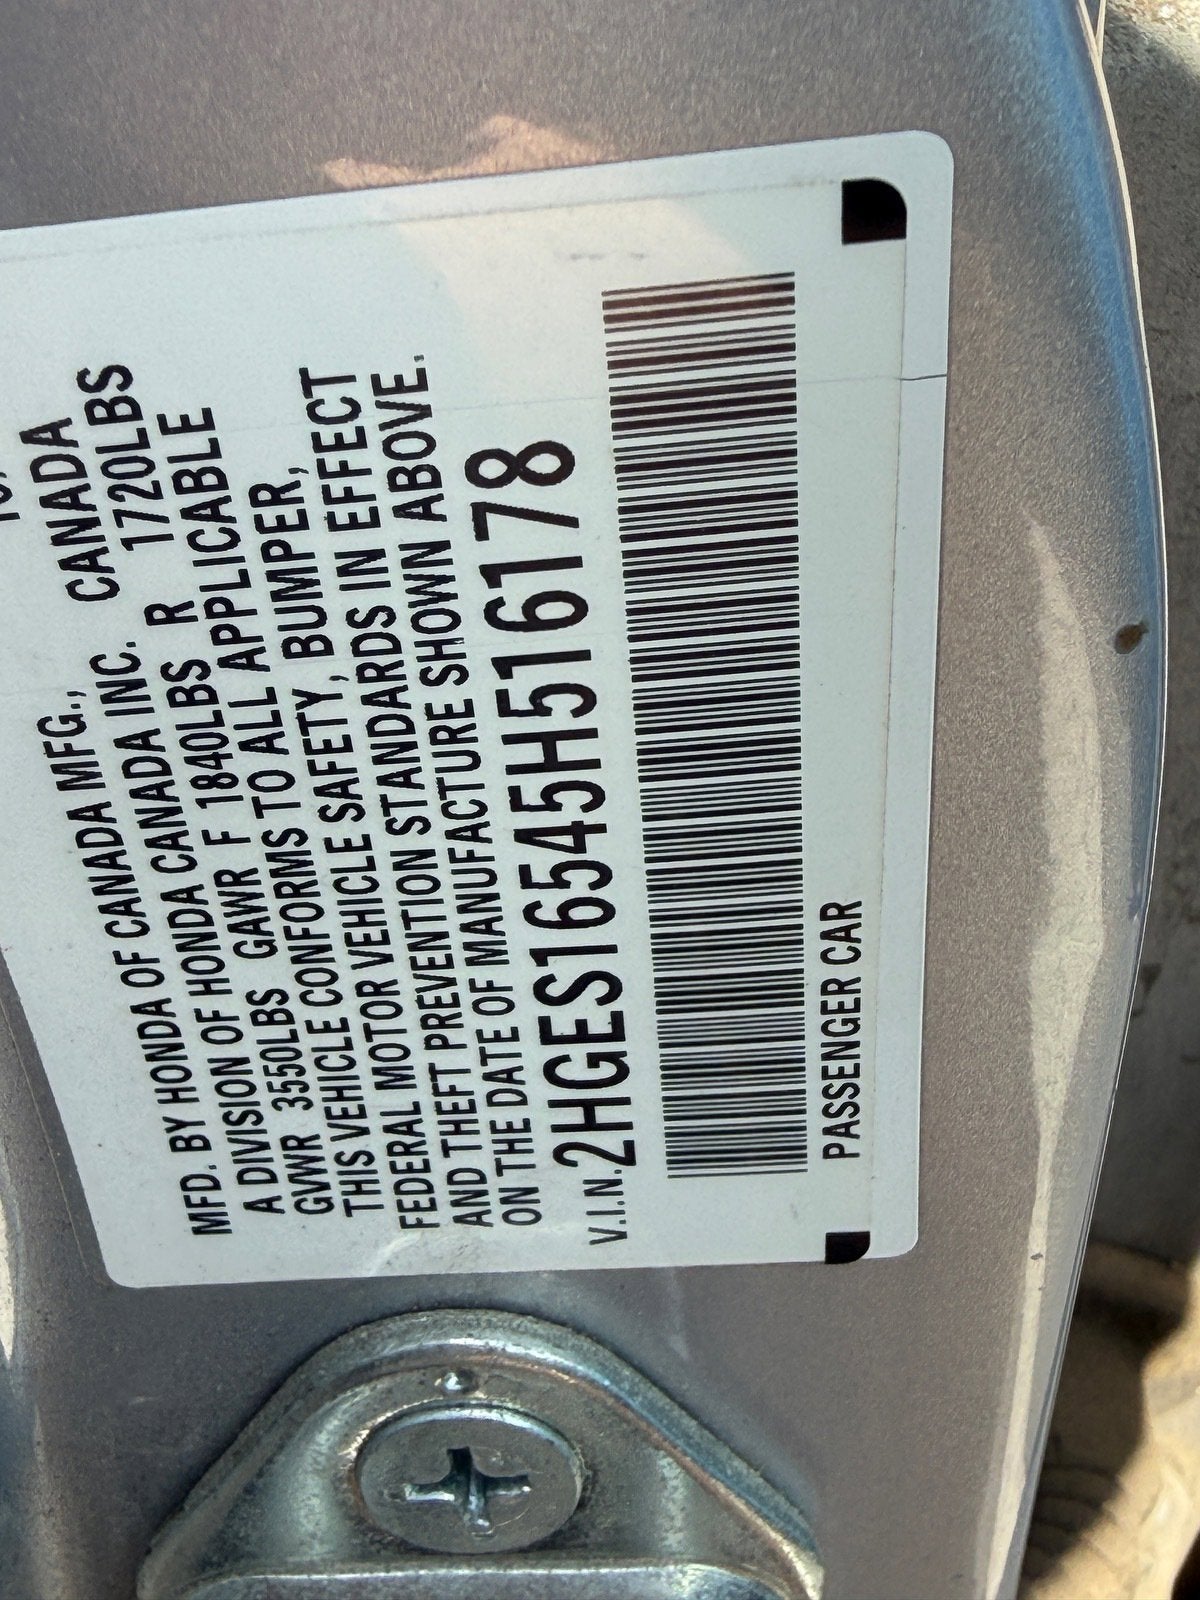 MFD. BY HONDA OF CANADA MFG., CANADA
A DIVISION OF HONDA CANADA INC.
GVWR 3550LBS GAWR F 1840LBS R 1720LBS
THIS VEHICLE CONFORMS TO ALL APPLICABLE
FEDERAL MOTOR VEHICLE SAFETY, BUMPER,
AND THEFT PREVENTION STANDARDS IN EFFECT
ON THE DATE OF MANUFACTURE SHOWN ABOVE.
V.I.N. 2HGES16545H516178
PASSENGER CAR